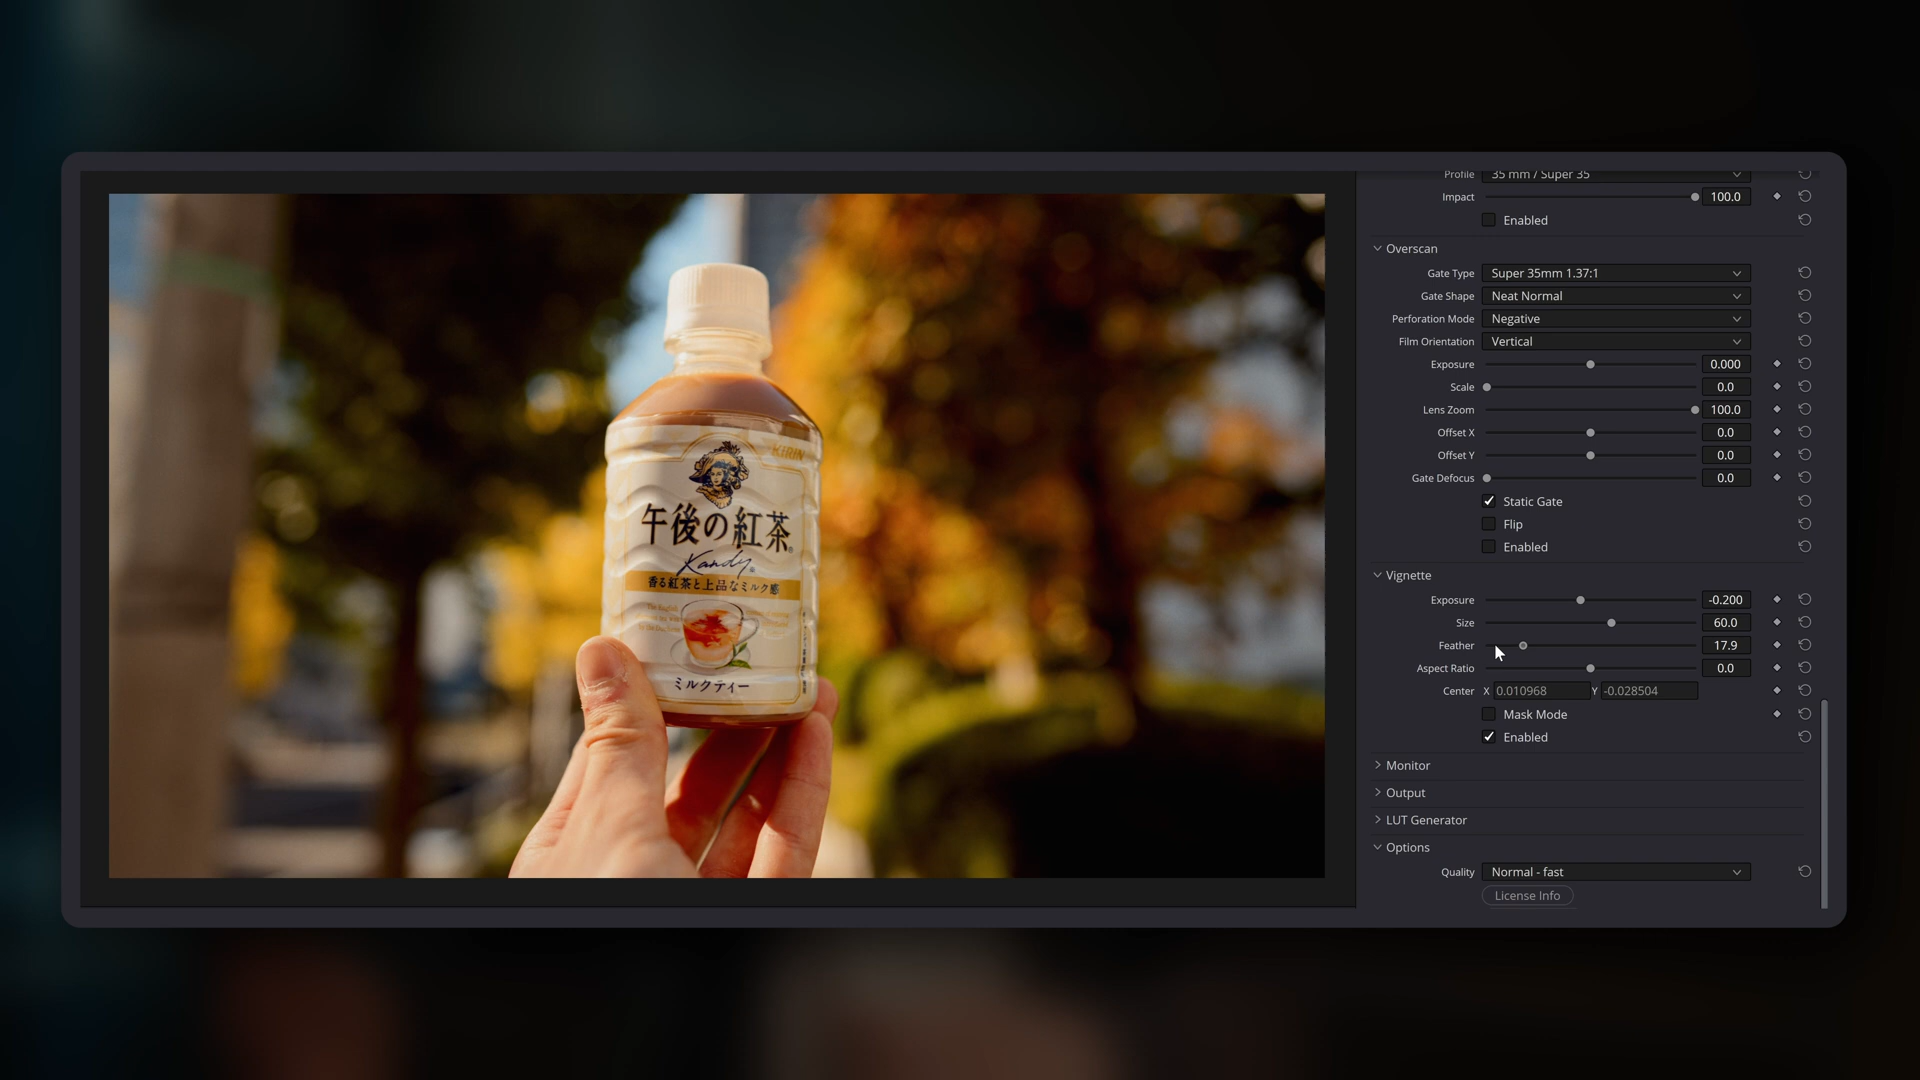 KIRIN
午後の紅茶
Kandy
香る紅茶と上品なミルク感
ミルクティー
Profile 35 mm / Super 35
Impact 100.0
Enabled
Overscan
Gate Type Super 35mm 1.37:1
Gate Shape Neat Normal
Perforation Mode Negative
Film Orientation Vertical
Exposure 0.000
Scale 0.0
Lens Zoom 100.0
Offset X 0.0
Offset Y 0.0
Gate Defocus 0.0
Static Gate
Flip
Enabled
Vignette
Exposure -0.200
Size 60.0
Feather 17.9
Aspect Ratio 0.0
Center X 0.010968 Y -0.028504
Mask Mode
Enabled
Monitor
Output
LUT Generator
Options
Quality Normal - fast
License Info